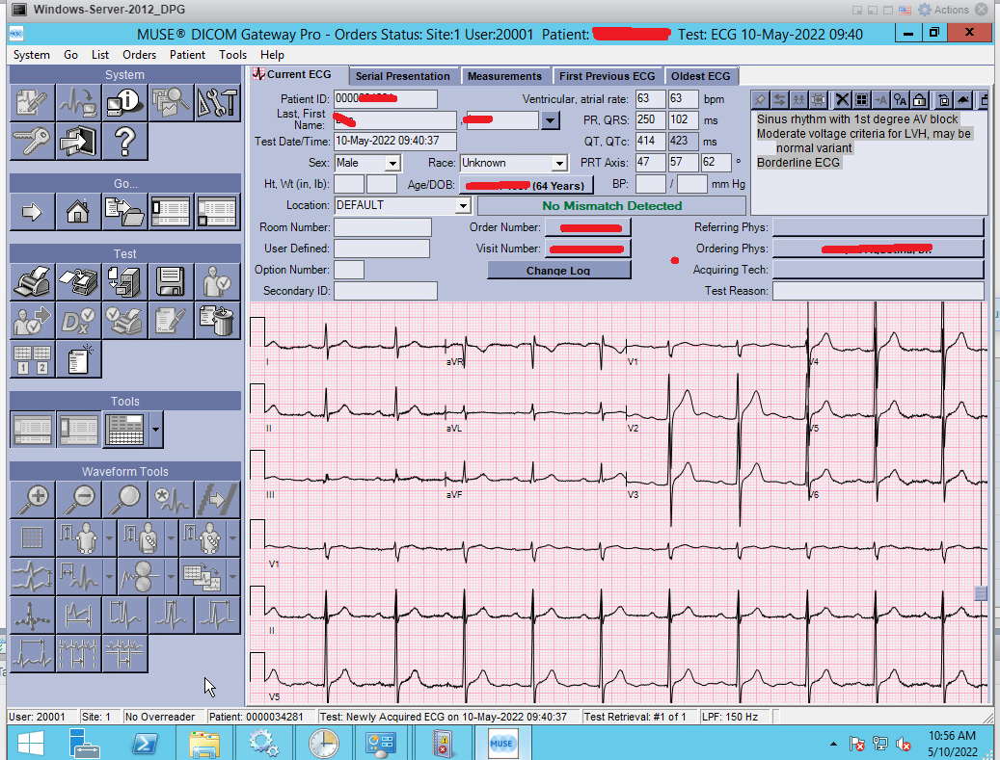 Windows-Server-2012_DPG
Actions
MUSE® DICOM Gateway Pro - Orders Status: Site:1 User:20001 Patient: Test: ECG 10-May-2022 09:40
System Go List Orders Patient Tools Help
System
Go...
Test
Tools
Waveform Tools
Current ECG Serial Presentation Measurements First Previous ECG Oldest ECG
Patient ID: 0000
Last, First Name: ,
Test Date/Time: 10-May-2022 09:40:37
Sex: Male Race: Unknown
Ht, Wt (in, lb): Age/DOB: (64 Years)
Location: DEFAULT
Room Number:
User Defined:
Option Number:
Secondary ID:
Ventricular, atrial rate: 63 63 bpm
PR, QRS: 250 102 ms
QT, QTc: 414 423 ms
PRT Axis: 47 57 62 °
BP: / mm Hg
No Mismatch Detected
Order Number:
Visit Number:
Change Log
Referring Phys:
Ordering Phys:
Acquiring Tech:
Test Reason:
Sinus rhythm with 1st degree AV block
Moderate voltage criteria for LVH, may be
normal variant
Borderline ECG
I aVR V1 V4
II aVL V2 V5
III aVF V3 V6
V1
II
V5
User: 20001 Site: 1 No Overreader Patient: 0000034281 Test: Newly Acquired ECG on 10-May-2022 09:40:37 Test Retrieval: #1 of 1 LPF: 150 Hz
MUSE
10:56 AM
5/10/2022